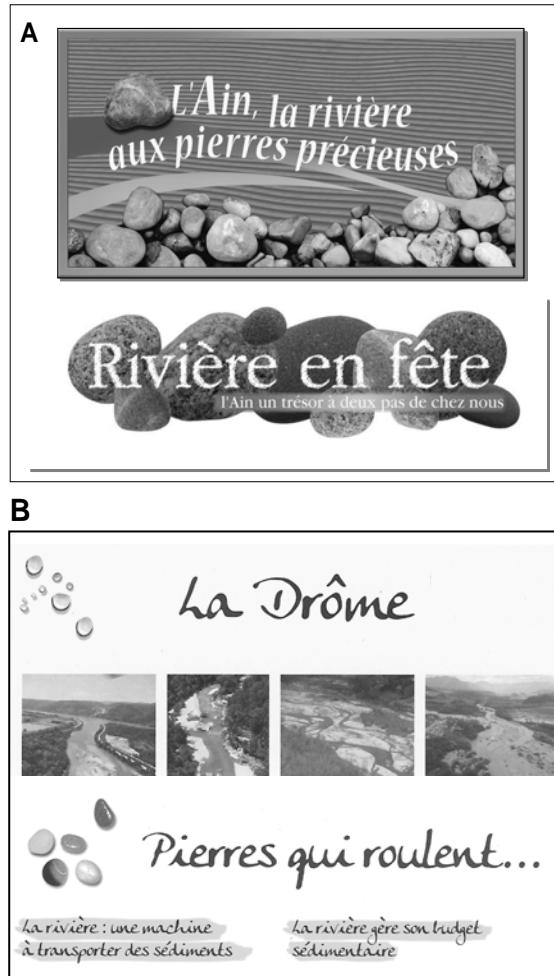 A
L'Ain, la rivière
aux pierres précieuses
Rivière en fête
l'Ain un trésor à deux pas de chez nous
B
La Drôme
Pierres qui roulent...
La rivière : une machine
à transporter des sédiments
La rivière gère son budget
sédimentaire